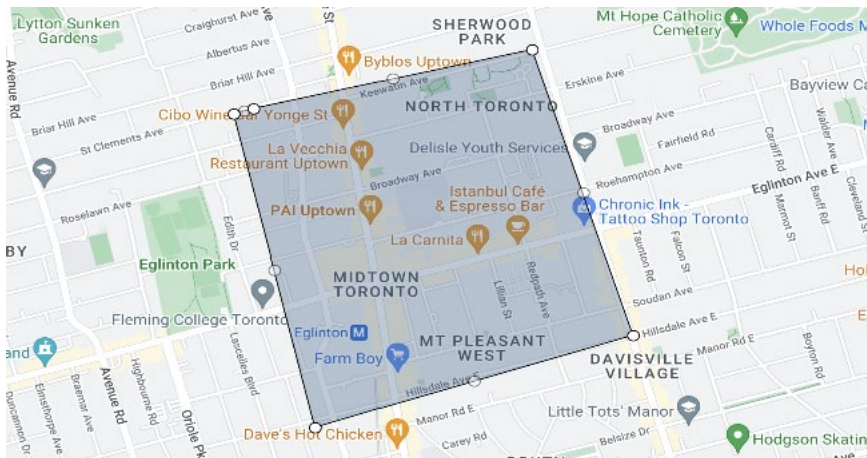 Lytton Sunken
Gardens
Craighurst Ave
Albertus Ave
Briar Hill Ave
Avenue Rd
SHERWOOD
PARK
Mt Hope Catholic
Cemetery
Whole Foods M
Byblos Uptown
Keewatin Ave
Erskine Ave
Bayview Ca
Briar Hill Ave
St Clements Ave
Cibo Wine Bar Yonge St
NORTH TORONTO
La Vecchia
Restaurant Uptown
Delisle Youth Services
Broadway Ave
Fairfield Rd
Cardiff Rd
Walder Ave
Broadway Ave
Roehampton Ave
Eglinton Ave E
Roselawn Ave
Edith Dr
PAI Uptown
Istanbul Café
& Espresso Bar
Chronic Ink -
Tattoo Shop Toronto
Marmot St
Banff Rd
Cleveland St
BY
Eglinton Park
La Carnita
Taunton Rd
Falcon St
MIDTOWN
TORONTO
Lillian St
Redpath Ave
Fleming College Toronto
Soudan Ave
Eglinton
M
Farm Boy
MT PLEASANT
WEST
Hillsdale Ave E
Manor Rd E
DAVISVILLE
VILLAGE
Boyton Rd
Lascelles Blvd
Hillsdale Ave E
Duncannon Dr
Elmsthorpe Ave
Braemar Ave
Avenue Rd
Highbourne Rd
Oriole Pk
Manor Rd E
Little Tots' Manor
Dave's Hot Chicken
Carey Rd
Belsize Dr
Hodgson Skatin